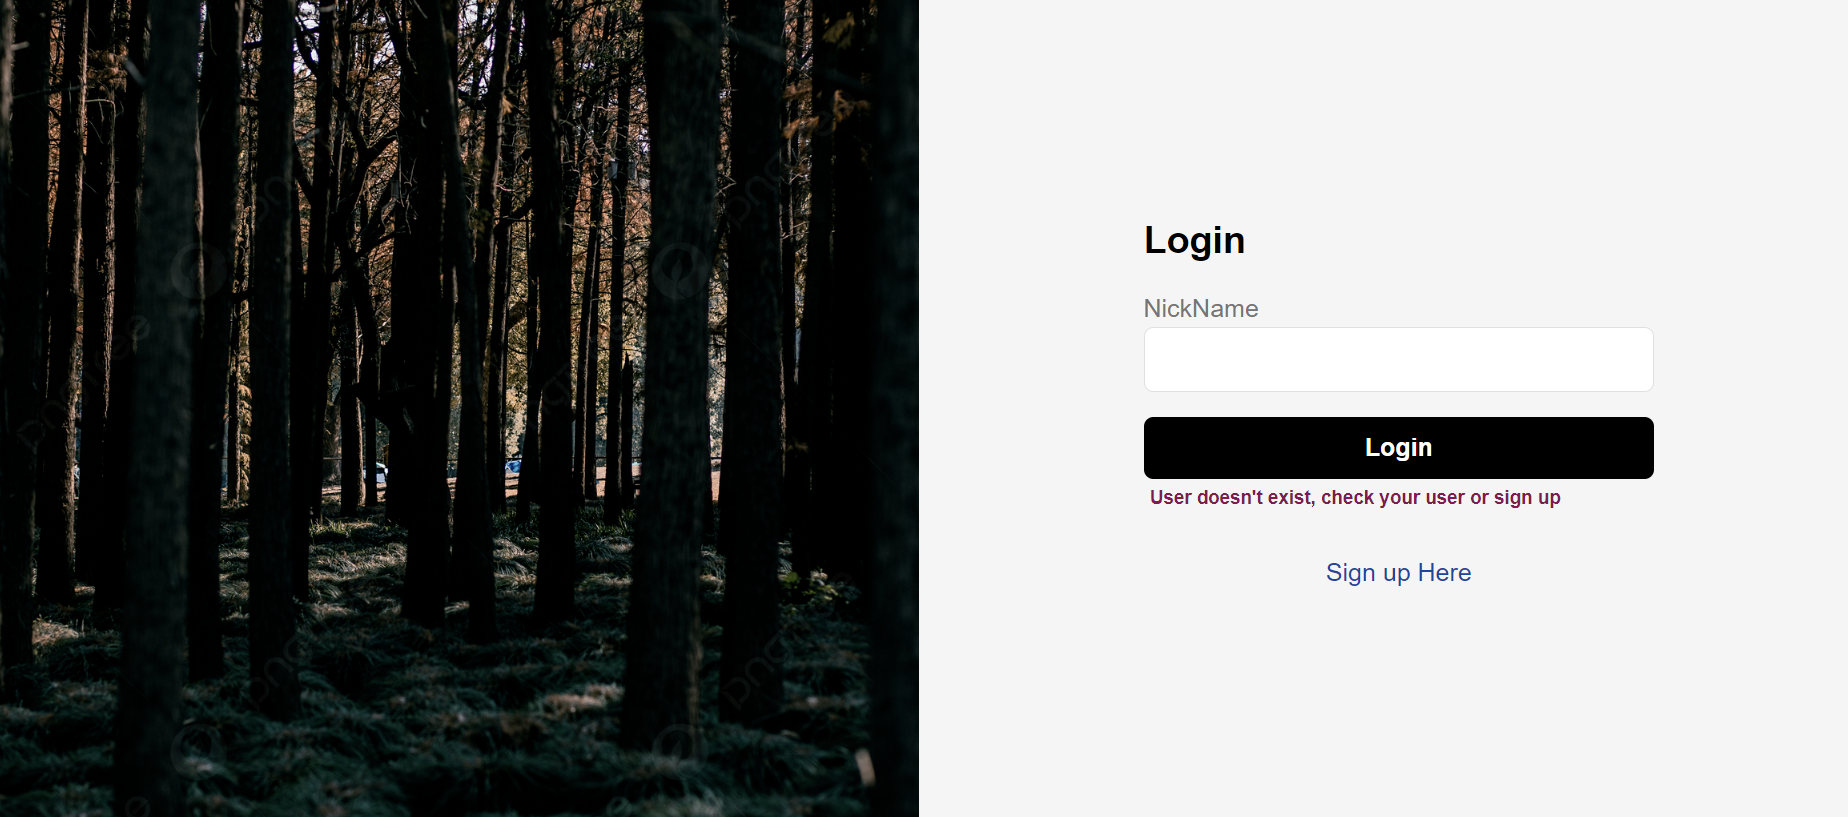 Login
NickName
Login
User doesn't exist, check your user or sign up
Sign up Here